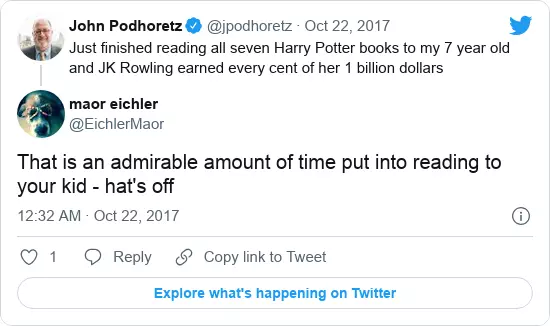 John Podhoretz @jpodhoretz · Oct 22, 2017
Just finished reading all seven Harry Potter books to my 7 year old
and JK Rowling earned every cent of her 1 billion dollars
maor eichler
@EichlerMaor
That is an admirable amount of time put into reading to
your kid - hat's off
12:32 AM · Oct 22, 2017
1 Reply Copy link to Tweet
Explore what's happening on Twitter